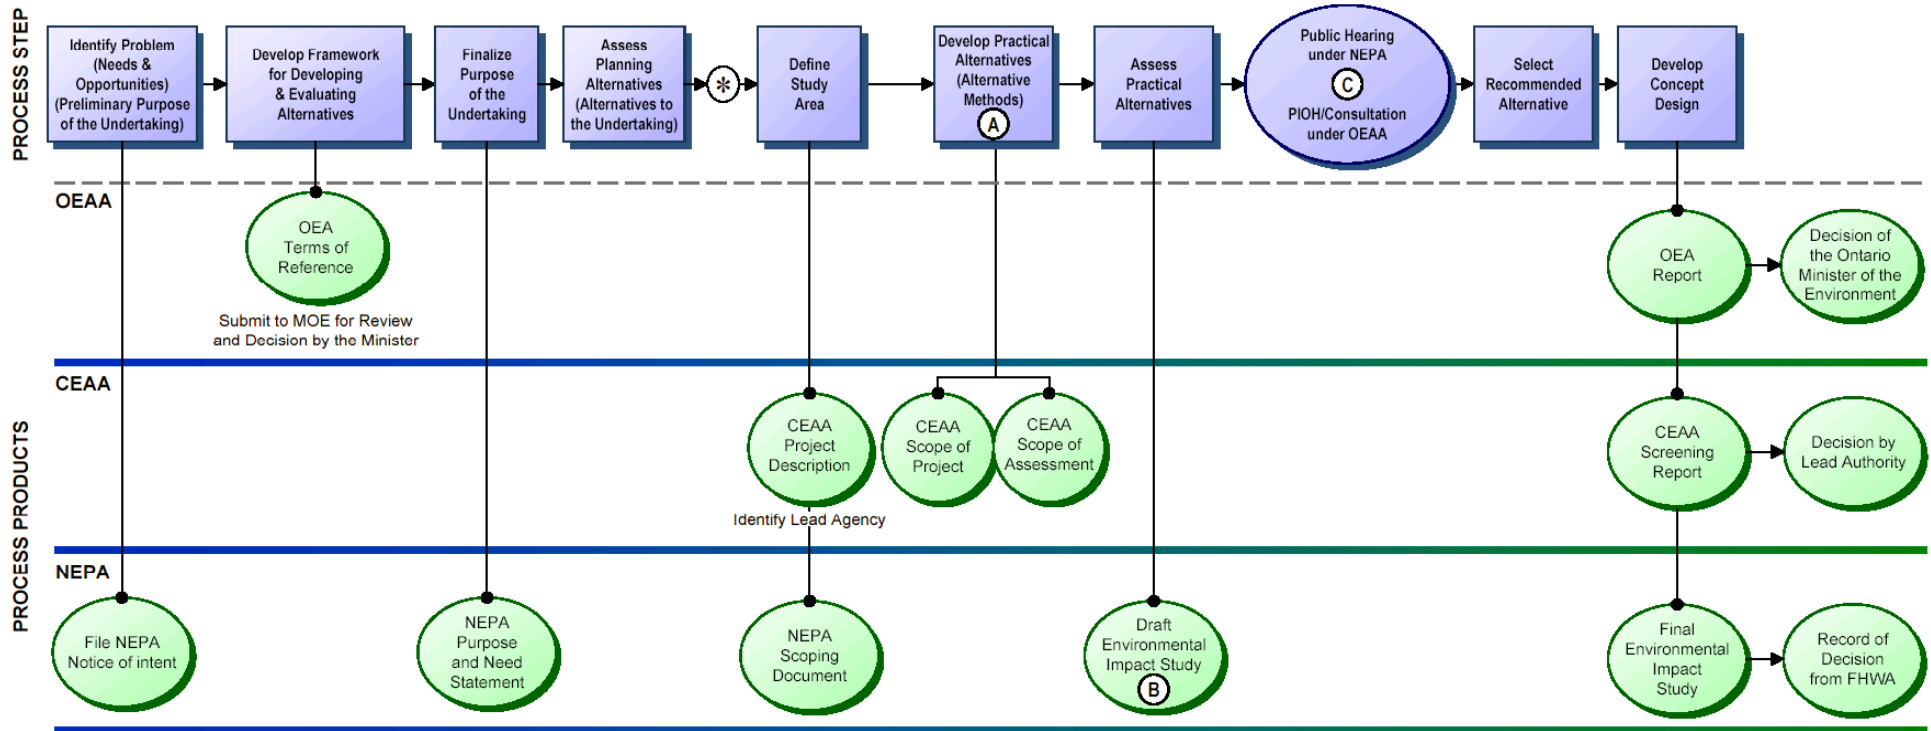 PROCESS STEP
Identify Problem
(Needs &
Opportunities)
(Preliminary Purpose
of the Undertaking)
Develop Framework
for Developing
& Evaluating
Alternatives
Finalize
Purpose
of the
Undertaking
Assess
Planning
Alternatives
(Alternatives to
the Undertaking)
*
Define
Study
Area
Develop Practical
Alternatives
(Alternative
Methods)
A
Assess
Practical
Alternatives
Public Hearing
under NEPA
C
PIOH/Consultation
under OEAA
Select
Recommended
Alternative
Develop
Concept
Design
PROCESS PRODUCTS
OEAA
OEA
Terms of
Reference
Submit to MOE for Review
and Decision by the Minister
OEA
Report
Decision of
the Ontario
Minister of the
Environment
CEAA
CEAA
Project
Description
Identify Lead Agency
CEAA
Scope of
Project
CEAA
Scope of
Assessment
CEAA
Screening
Report
Decision by
Lead Authority
NEPA
File NEPA
Notice of intent
NEPA
Purpose
and Need
Statement
NEPA
Scoping
Document
Draft
Environmental
Impact Study
B
Final
Environmental
Impact
Study
Record of
Decision
from FHWA